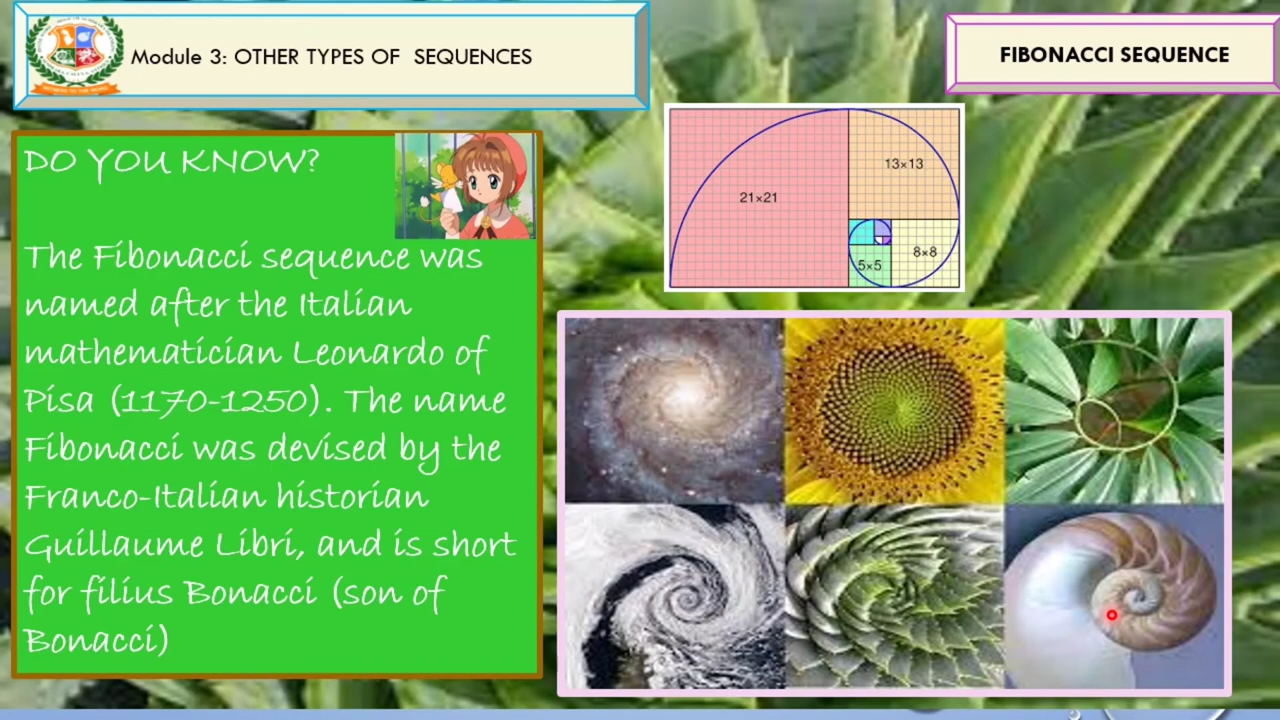 Module 3: OTHER TYPES OF SEQUENCES
FIBONACCI SEQUENCE
DO YOU KNOW?
The Fibonacci sequence was
named after the Italian
mathematician Leonardo of
Pisa (1170-1250). The name
Fibonacci was devised by the
Franco-Italian historian
Guillaume Libri, and is short
for filius Bonacci (son of
Bonacci)
13×13
21×21
8×8
5×5